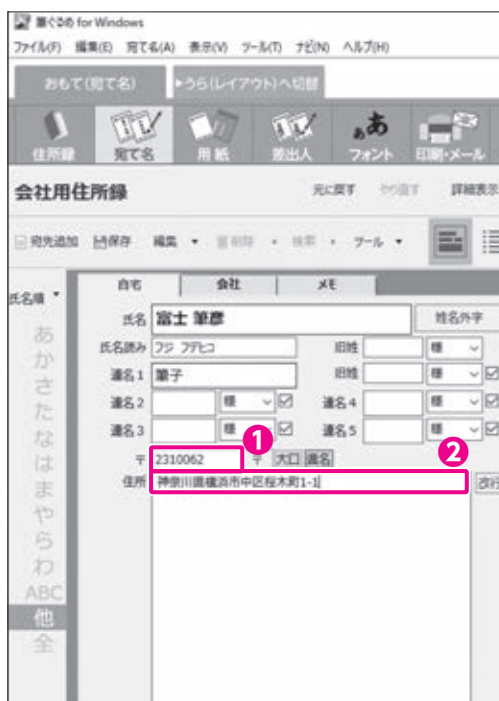 筆ぐるめ for Windows
ファイル(F) 編集(E) 宛て名(A) 表示(V) ツール(T) ナビ(N) ヘルプ(H)
おもて(宛て名) ▶うら(レイアウト)へ切替
住所録 宛て名 用紙 差出人 フォント 印刷・メール
会社用住所録 元に戻す やり直す 詳細表示
宛先追加 保存 編集 ▼ 削除 検索 ツール ▼
自宅 会社 メモ
氏名順 ▼
氏名 富士 筆彦 姓名外字
氏名読み フジ フデヒコ 旧姓 様
連名1 筆子 旧姓 様
連名2 様 連名4 様
連名3 様 連名5 様
❶ ❷
〒 2310062 〒 大口 県名
住所 神奈川県横浜市中区桜木町1-1 改行
あ
か
さ
た
な
は
ま
や
ら
わ
ABC
他
全